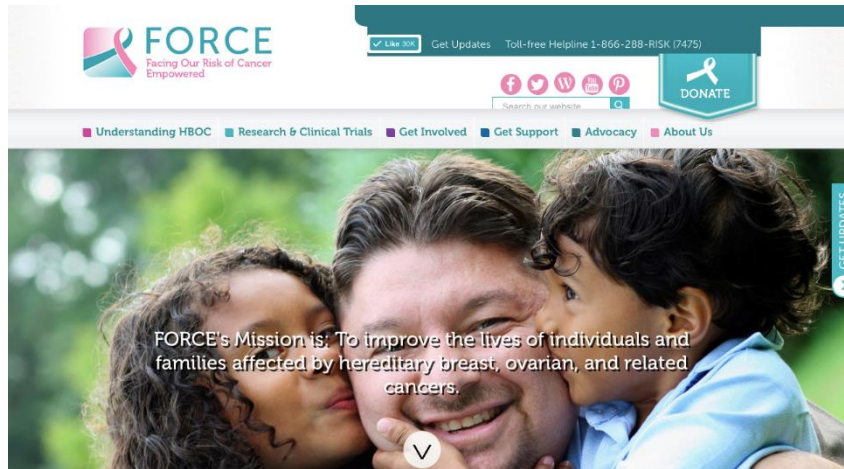 FORCE
Facing Our Risk of Cancer
Empowered
Like 30K
Get Updates
Toll-free Helpline 1-866-288-RISK (7475)
You
Tube
Search our website
DONATE
Understanding HBOC
Research & Clinical Trials
Get Involved
Get Support
Advocacy
About Us
GET UPDATES
FORCE's Mission is: To improve the lives of individuals and
families affected by hereditary breast, ovarian, and related
cancers.